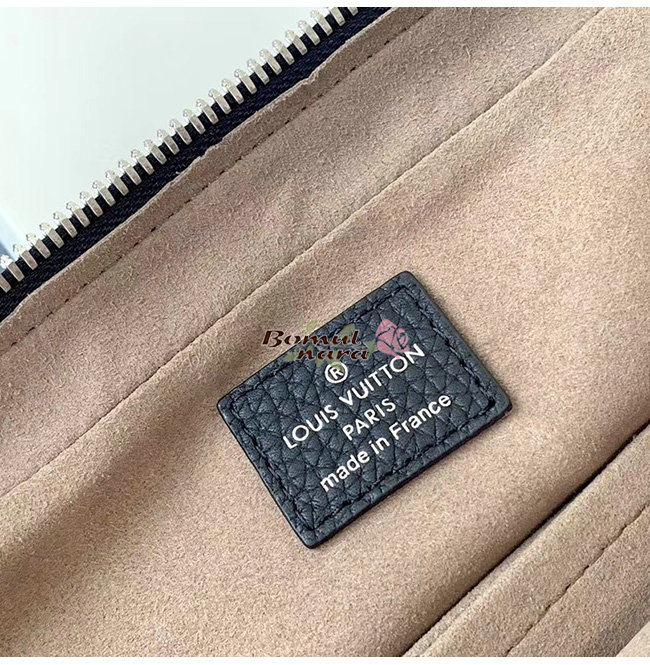 Bomul
nara
®
LOUIS VUITTON
PARIS
made in France